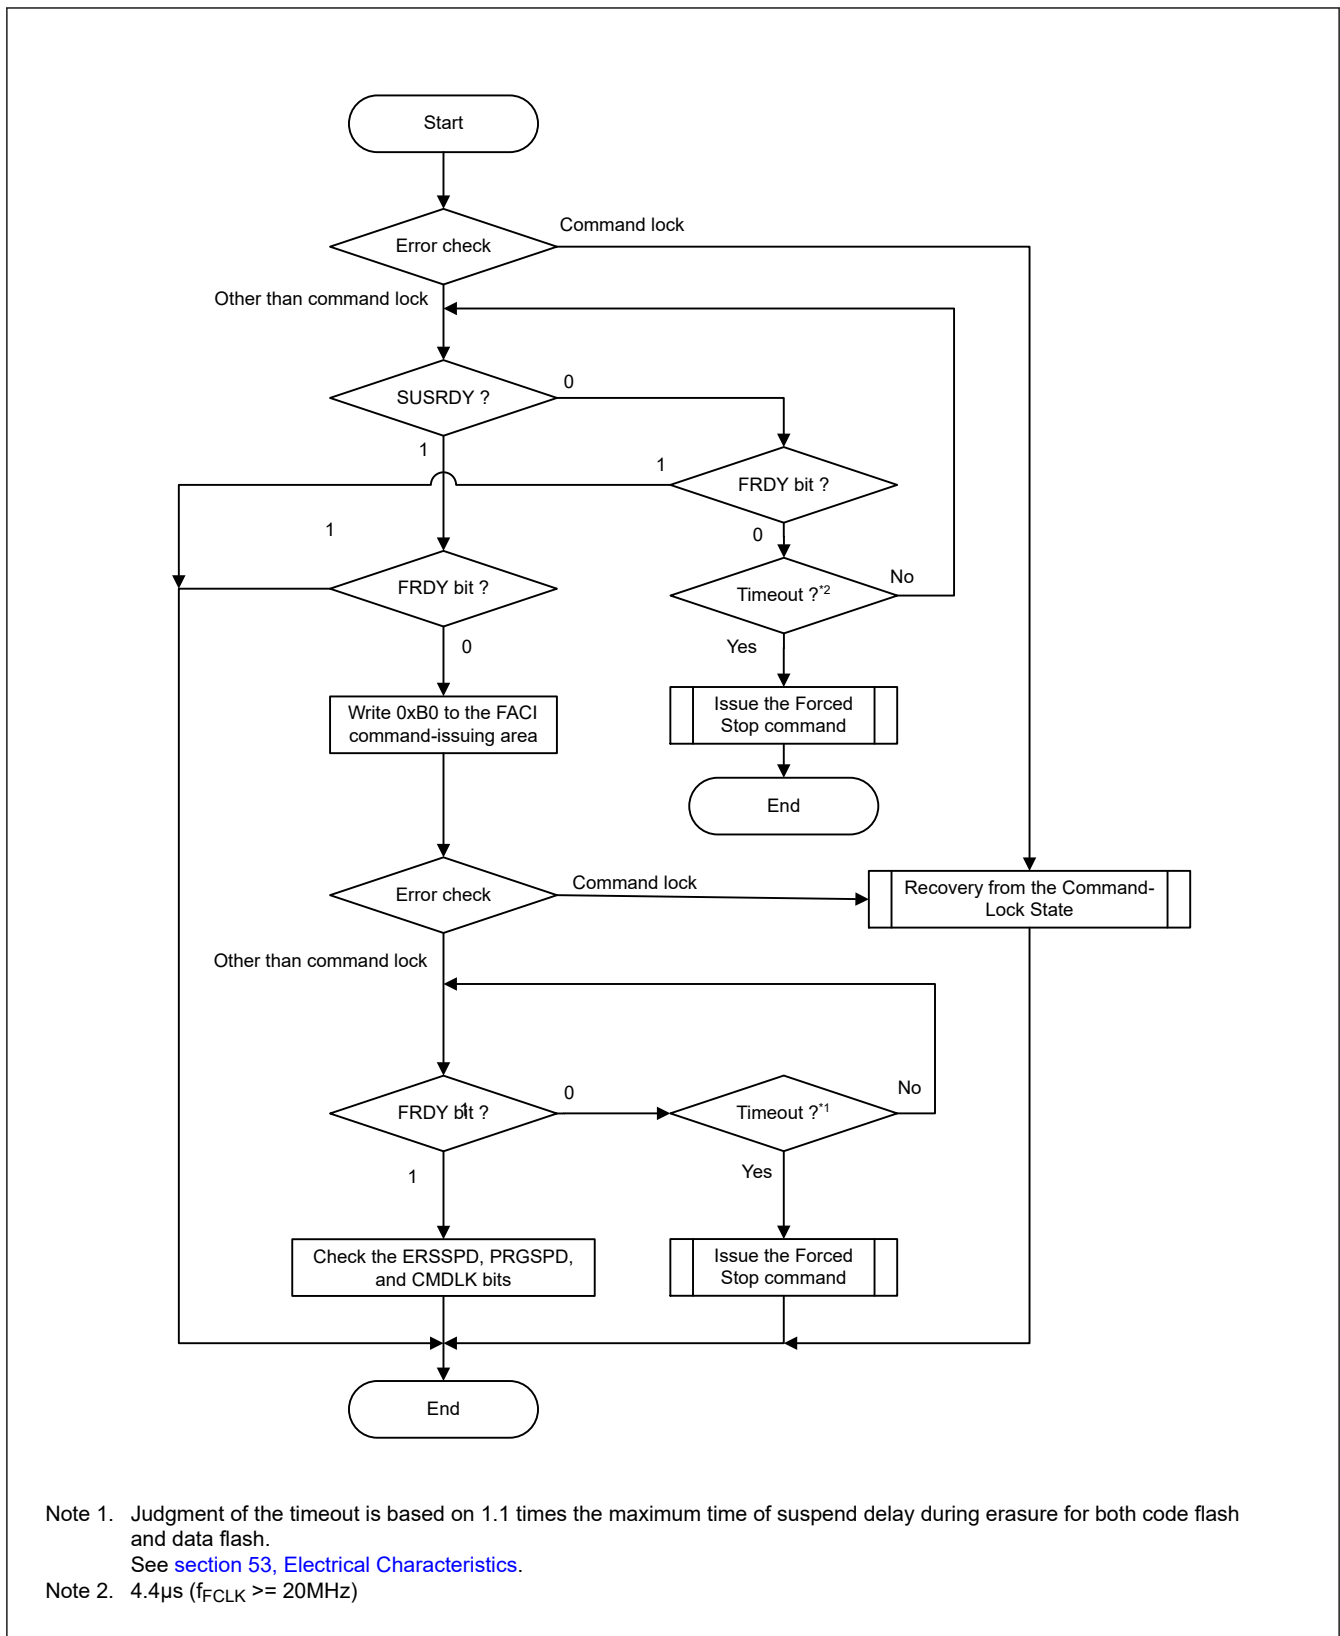 Start
Error check
Command lock
Other than command lock
SUSRDY ?
0
1
1
FRDY bit ?
1
0
FRDY bit ?
Timeout ?*2
No
0
Yes
Write 0xB0 to the FACI
command-issuing area
Issue the Forced
Stop command
End
Error check
Command lock
Recovery from the Command-
Lock State
Other than command lock
FRDY bit ?
1
0
Timeout ?*1
No
1
Yes
Check the ERSSPD, PRGSPD,
and CMDLK bits
Issue the Forced
Stop command
End
Note 1. Judgment of the timeout is based on 1.1 times the maximum time of suspend delay during erasure for both code flash
and data flash.
See section 53, Electrical Characteristics.
Note 2. 4.4µs (fFCLK >= 20MHz)